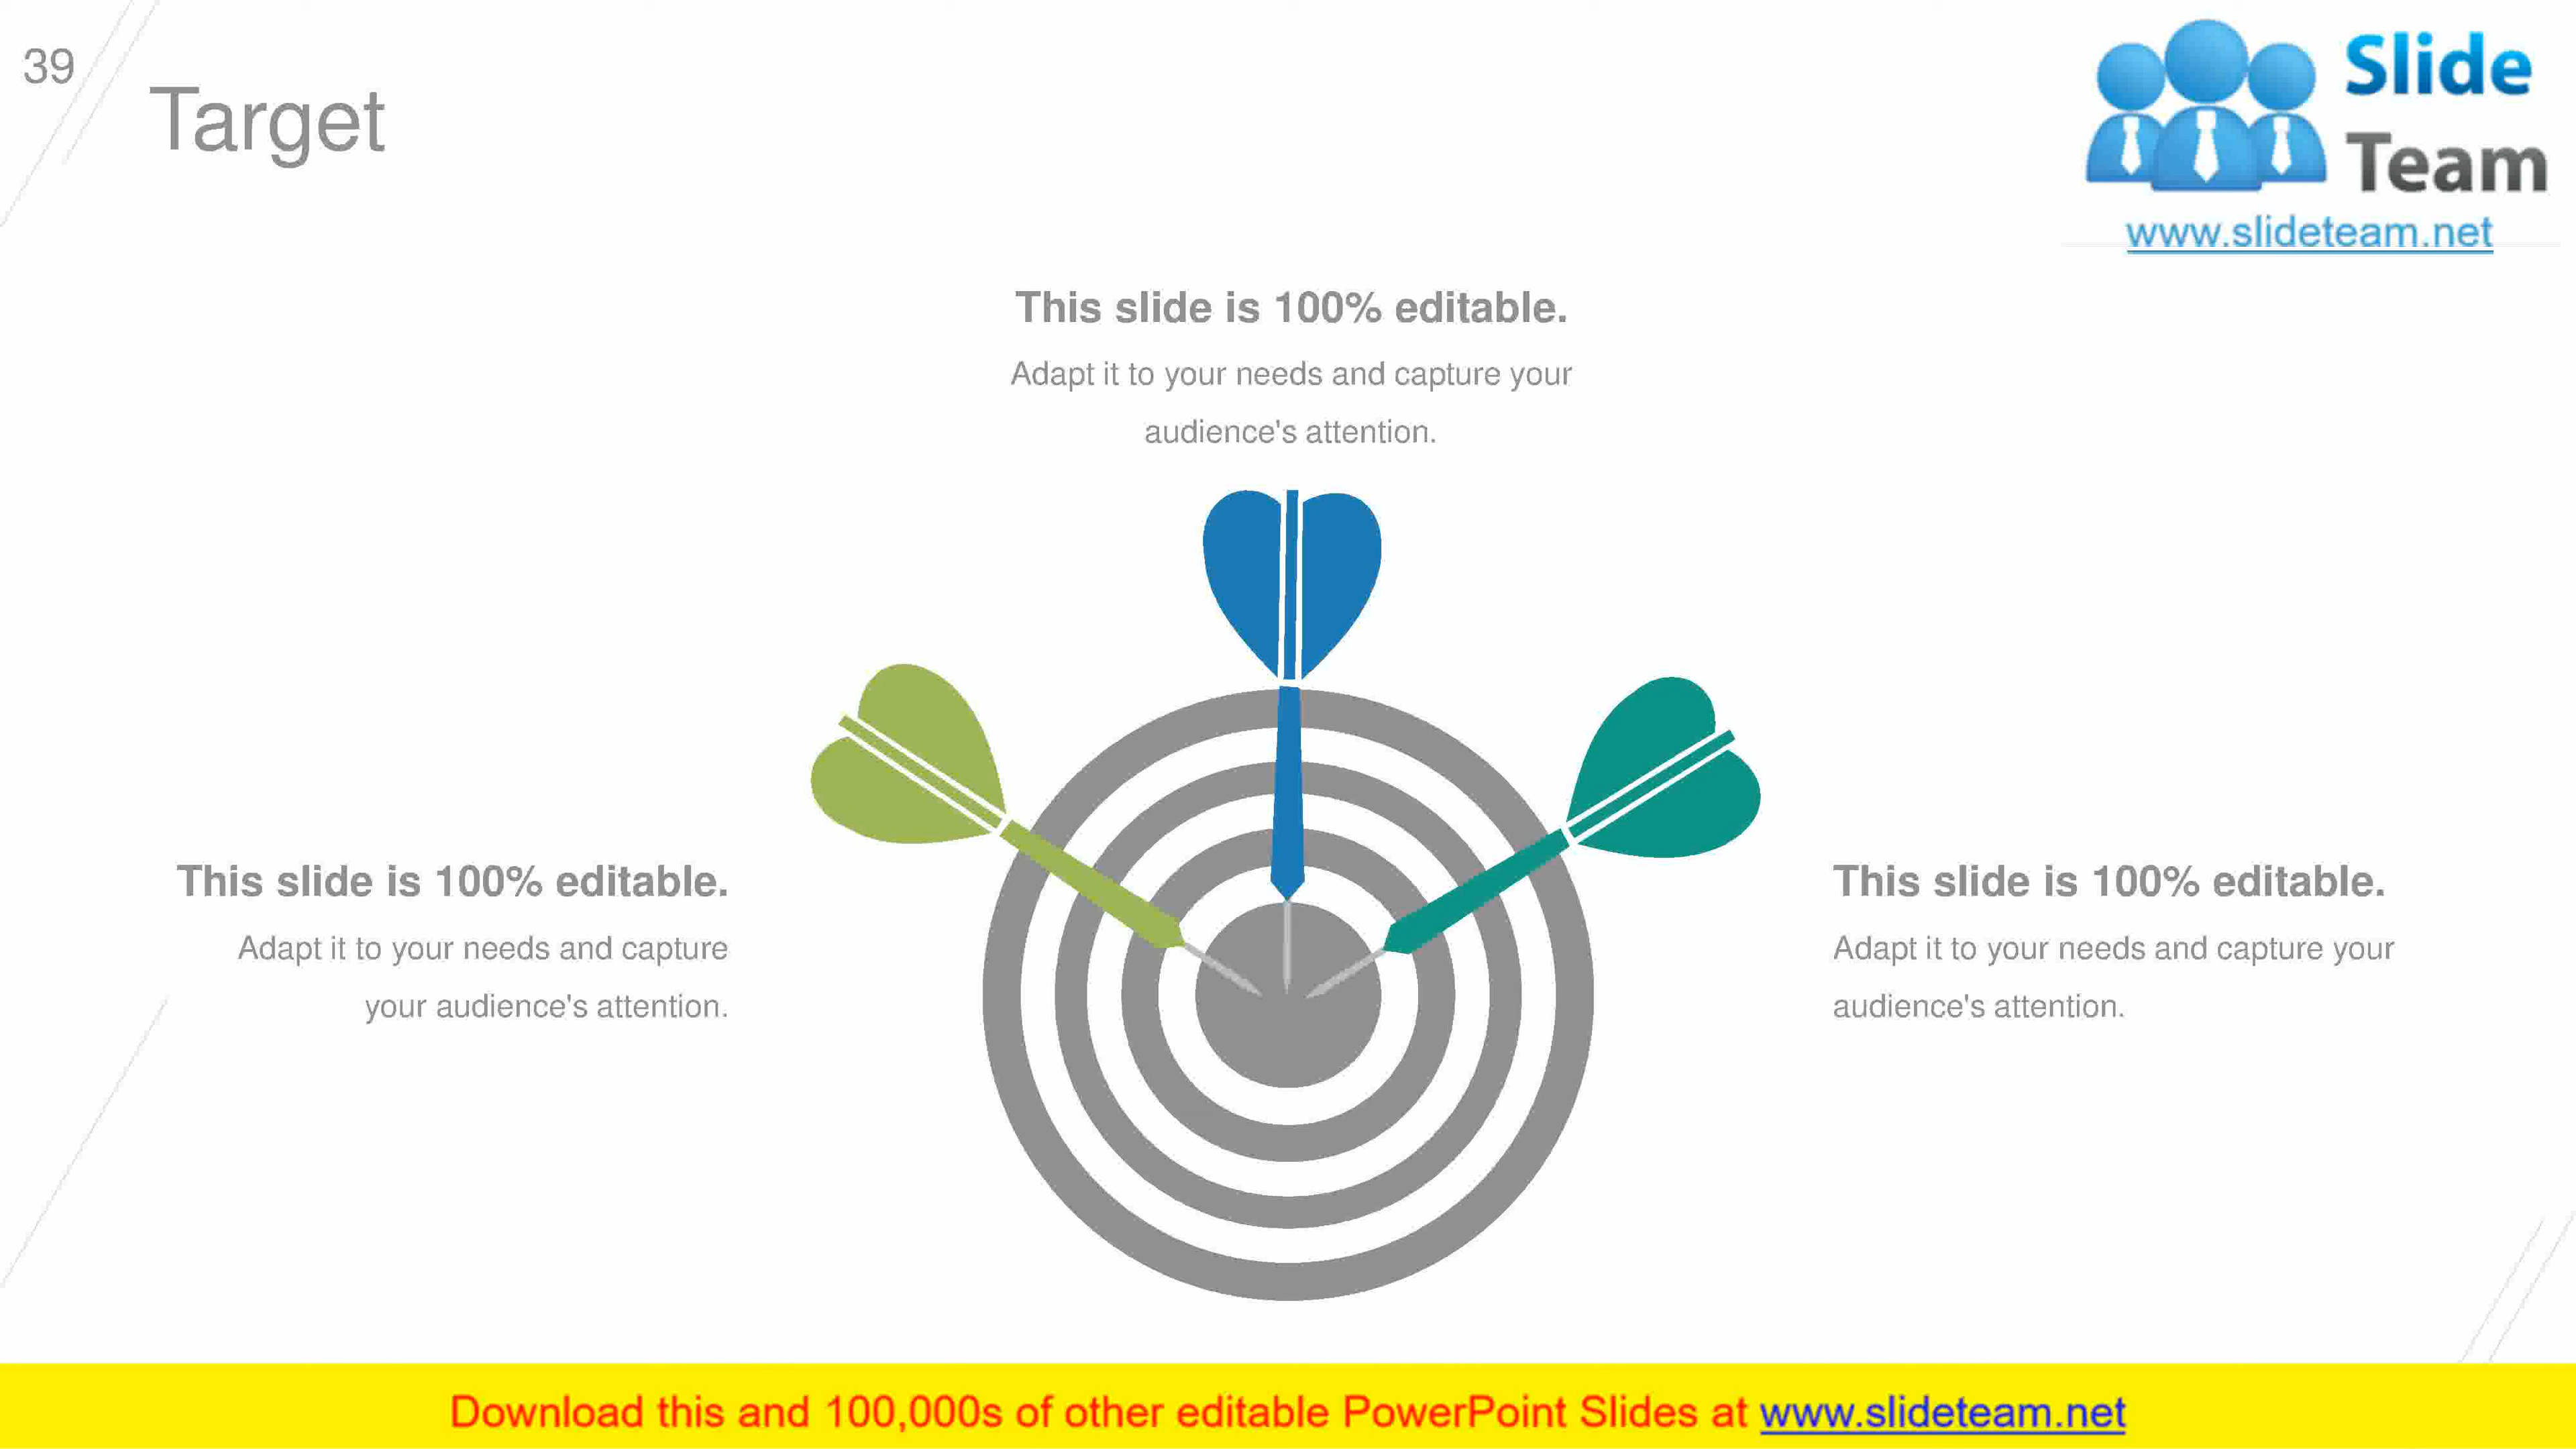 39
Target
Slide
Team
www.slideteam.net
This slide is 100% editable.
Adapt it to your needs and capture your
audience's attention.
This slide is 100% editable.
Adapt it to your needs and capture
your audience's attention.
This slide is 100% editable.
Adapt it to your needs and capture your
audience's attention.
Download this and 100,000s of other editable PowerPoint Slides at www.slideteam.net